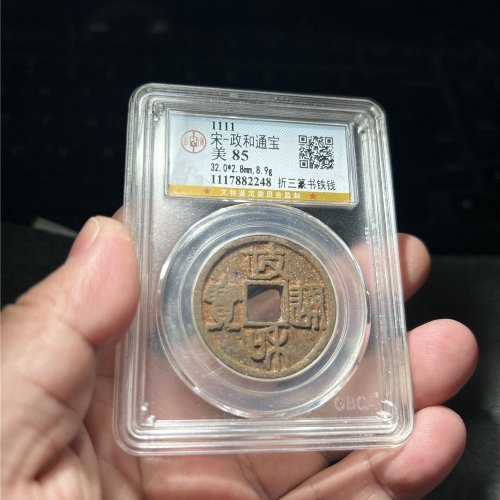 1111
宋-政和通宝
美 85
32.0*2.8mm,8.9g
1117882248 折三篆书铁钱
文物鉴定委员会监制
政
和
通
寳
GBCA